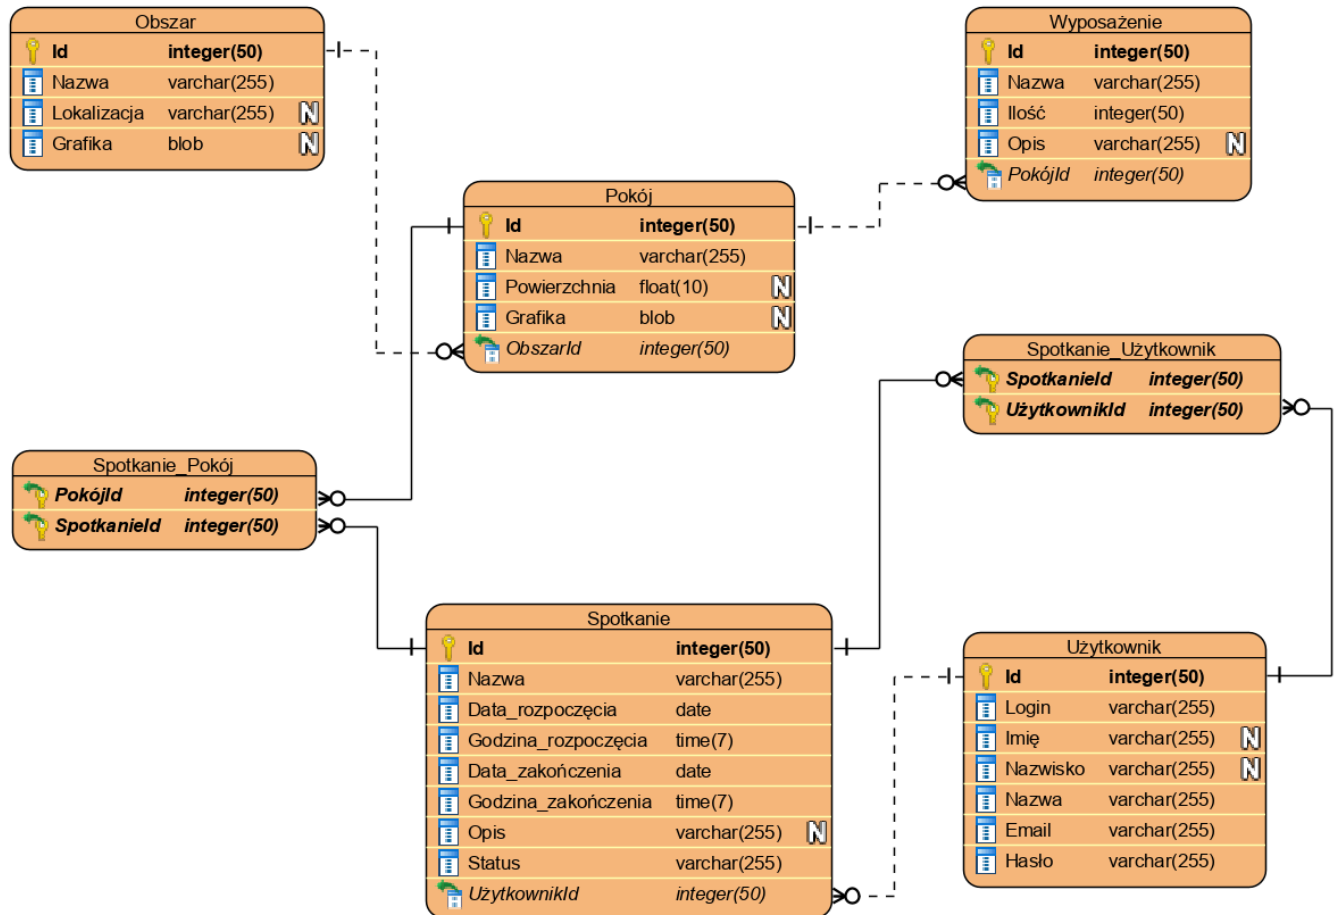 Obszar
Id integer(50)
Nazwa varchar(255)
Lokalizacja varchar(255) N
Grafika blob N
Wyposażenie
Id integer(50)
Nazwa varchar(255)
Ilość integer(50)
Opis varchar(255) N
PokójId integer(50)
Pokój
Id integer(50)
Nazwa varchar(255)
Powierzchnia float(10) N
Grafika blob N
ObszarId integer(50)
Spotkanie_Użytkownik
SpotkanieId integer(50)
UżytkownikId integer(50)
Spotkanie_Pokój
PokójId integer(50)
SpotkanieId integer(50)
Spotkanie
Id integer(50)
Nazwa varchar(255)
Data_rozpoczęcia date
Godzina_rozpoczęcia time(7)
Data_zakończenia date
Godzina_zakończenia time(7)
Opis varchar(255) N
Status varchar(255)
UżytkownikId integer(50)
Użytkownik
Id integer(50)
Login varchar(255)
Imię varchar(255) N
Nazwisko varchar(255) N
Nazwa varchar(255)
Email varchar(255)
Hasło varchar(255)